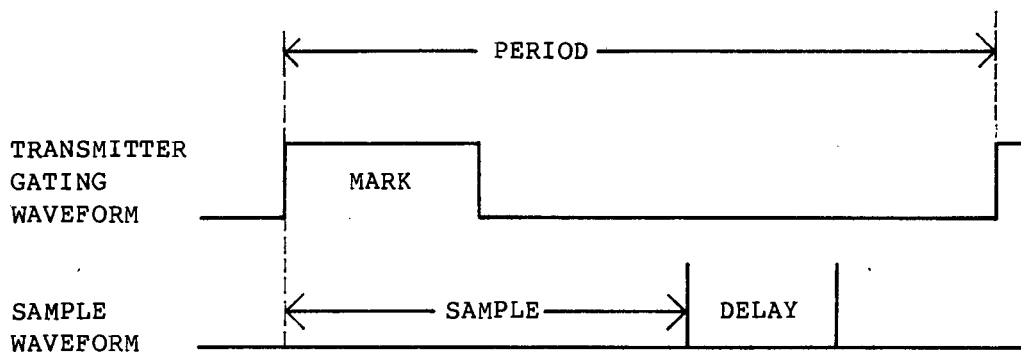 PERIOD
TRANSMITTER
GATING
WAVEFORM
MARK
SAMPLE
WAVEFORM
SAMPLE
DELAY